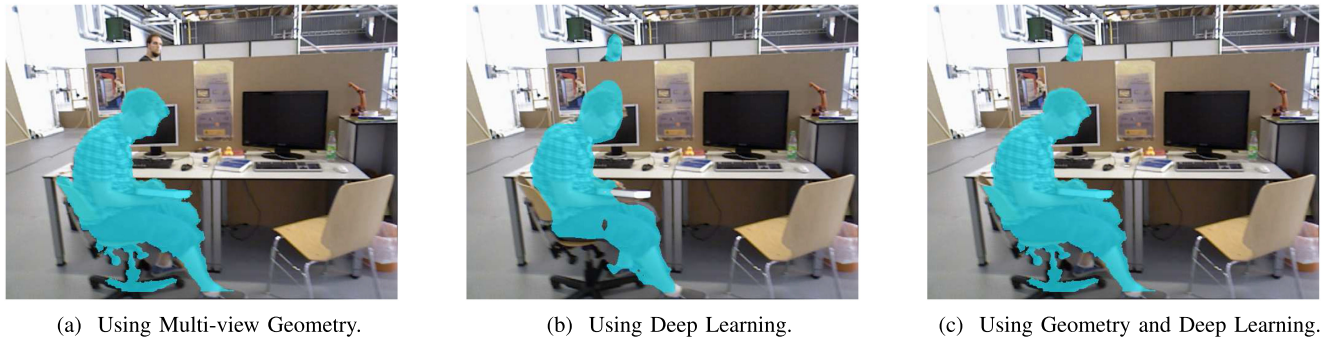 (a) Using Multi-view Geometry.
(b) Using Deep Learning.
(c) Using Geometry and Deep Learning.